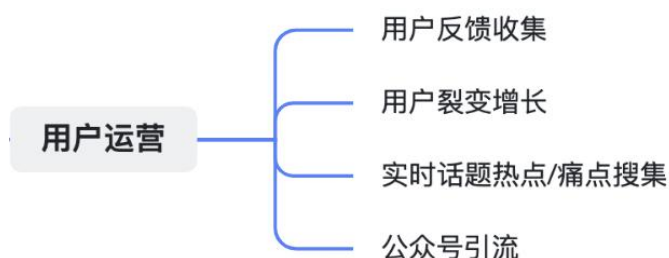 用户运营
用户反馈收集
用户裂变增长
实时话题热点/痛点搜集
公众号引流